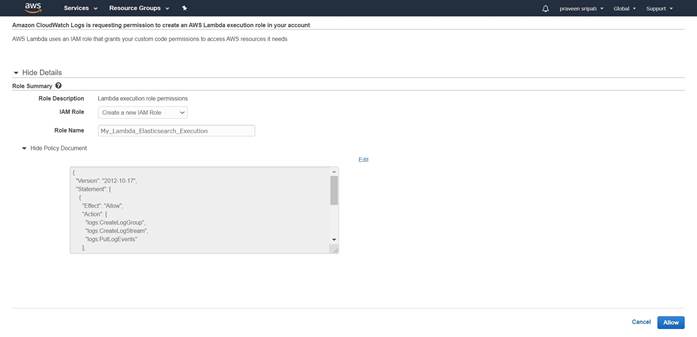 aws Services Resource Groups praveen sripati Global Support
Amazon CloudWatch Logs is requesting permission to create an AWS Lambda execution role in your account
AWS Lambda uses an IAM role that grants your custom code permissions to access AWS resources it needs
Hide Details
Role Summary ?
Role Description Lambda execution role permissions
IAM Role Create a new IAM Role
Role Name My_Lambda_Elasticsearch_Execution
Hide Policy Document
Edit
{
"Version": "2012-10-17",
"Statement": [
{
"Effect": "Allow",
"Action": [
"logs:CreateLogGroup",
"logs:CreateLogStream",
"logs:PutLogEvents"
],
Cancel Allow